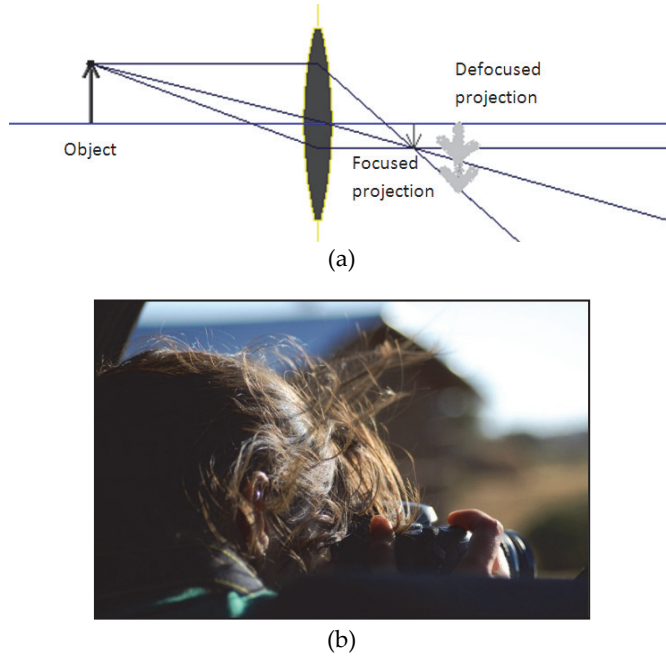 Defocused
projection
Object
Focused
projection
(a)
(b)